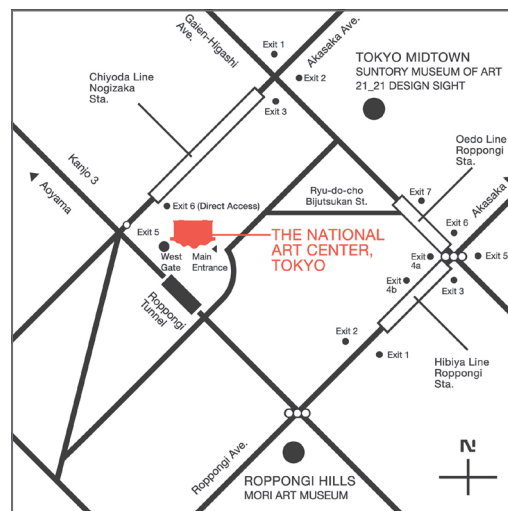 Gaien-Higashi
Ave.
Exit 1
Akasaka Ave.
Exit 2
TOKYO MIDTOWN
SUNTORY MUSEUM OF ART
21_21 DESIGN SIGHT
Chiyoda Line
Nogizaka
Sta.
Exit 3
Kanjo 3
Aoyama
Oedo Line
Roppongi
Sta.
Ryu-do-cho
Bijutsukan St.
Exit 7
Akasaka
Exit 6 (Direct Access)
Exit 5
THE NATIONAL
ART CENTER,
TOKYO
West
Gate
Main
Entrance
Exit 6
Exit
4a
Exit 5
Exit
4b
Exit 3
Roppongi
Tunnel
Exit 2
Exit 1
Hibiya Line
Roppongi
Sta.
Roppongi Ave.
ROPPONGI HILLS
MORI ART MUSEUM
N